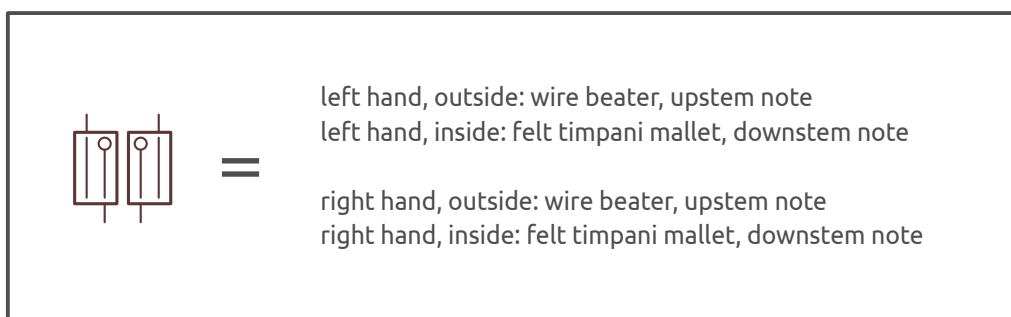 =
left hand, outside: wire beater, upstem note
left hand, inside: felt timpani mallet, downstem note
right hand, outside: wire beater, upstem note
right hand, inside: felt timpani mallet, downstem note